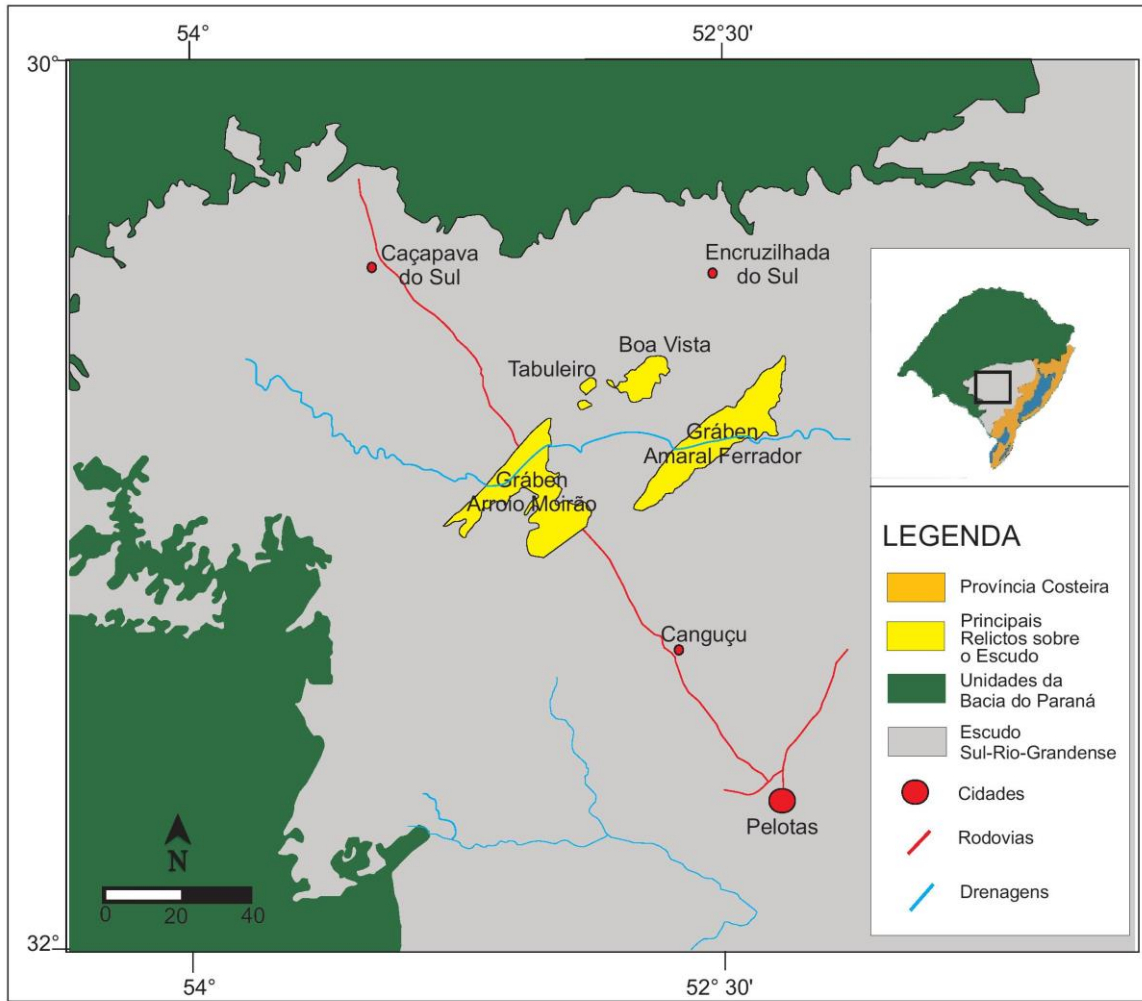 54°
52°30'
30°
Caçapava
do Sul
Encruzilhada
do Sul
Boa Vista
Tabuleiro
Gráben
Amaral Ferrador
Gráben
Arroio Moirão
Canguçu
Pelotas
N
0
20
40
32°
54°
52° 30'
LEGENDA
Província Costeira
Principais
Relictos sobre
o Escudo
Unidades da
Bacia do Paraná
Escudo
Sul-Rio-Grandense
Cidades
Rodovias
Drenagens